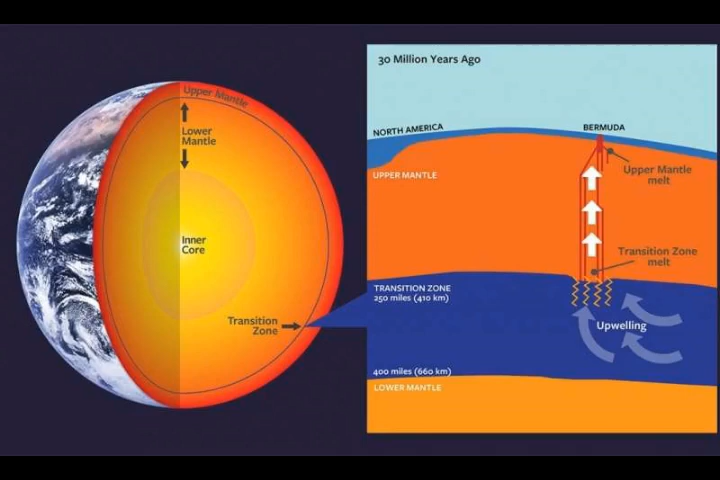 Upper Mantle
Lower
Mantle
Inner
Core
Transition
Zone
30 Million Years Ago
NORTH AMERICA
BERMUDA
UPPER MANTLE
Upper Mantle
melt
Transition Zone
melt
TRANSITION ZONE
250 miles (410 km)
Upwelling
400 miles (660 km)
LOWER MANTLE